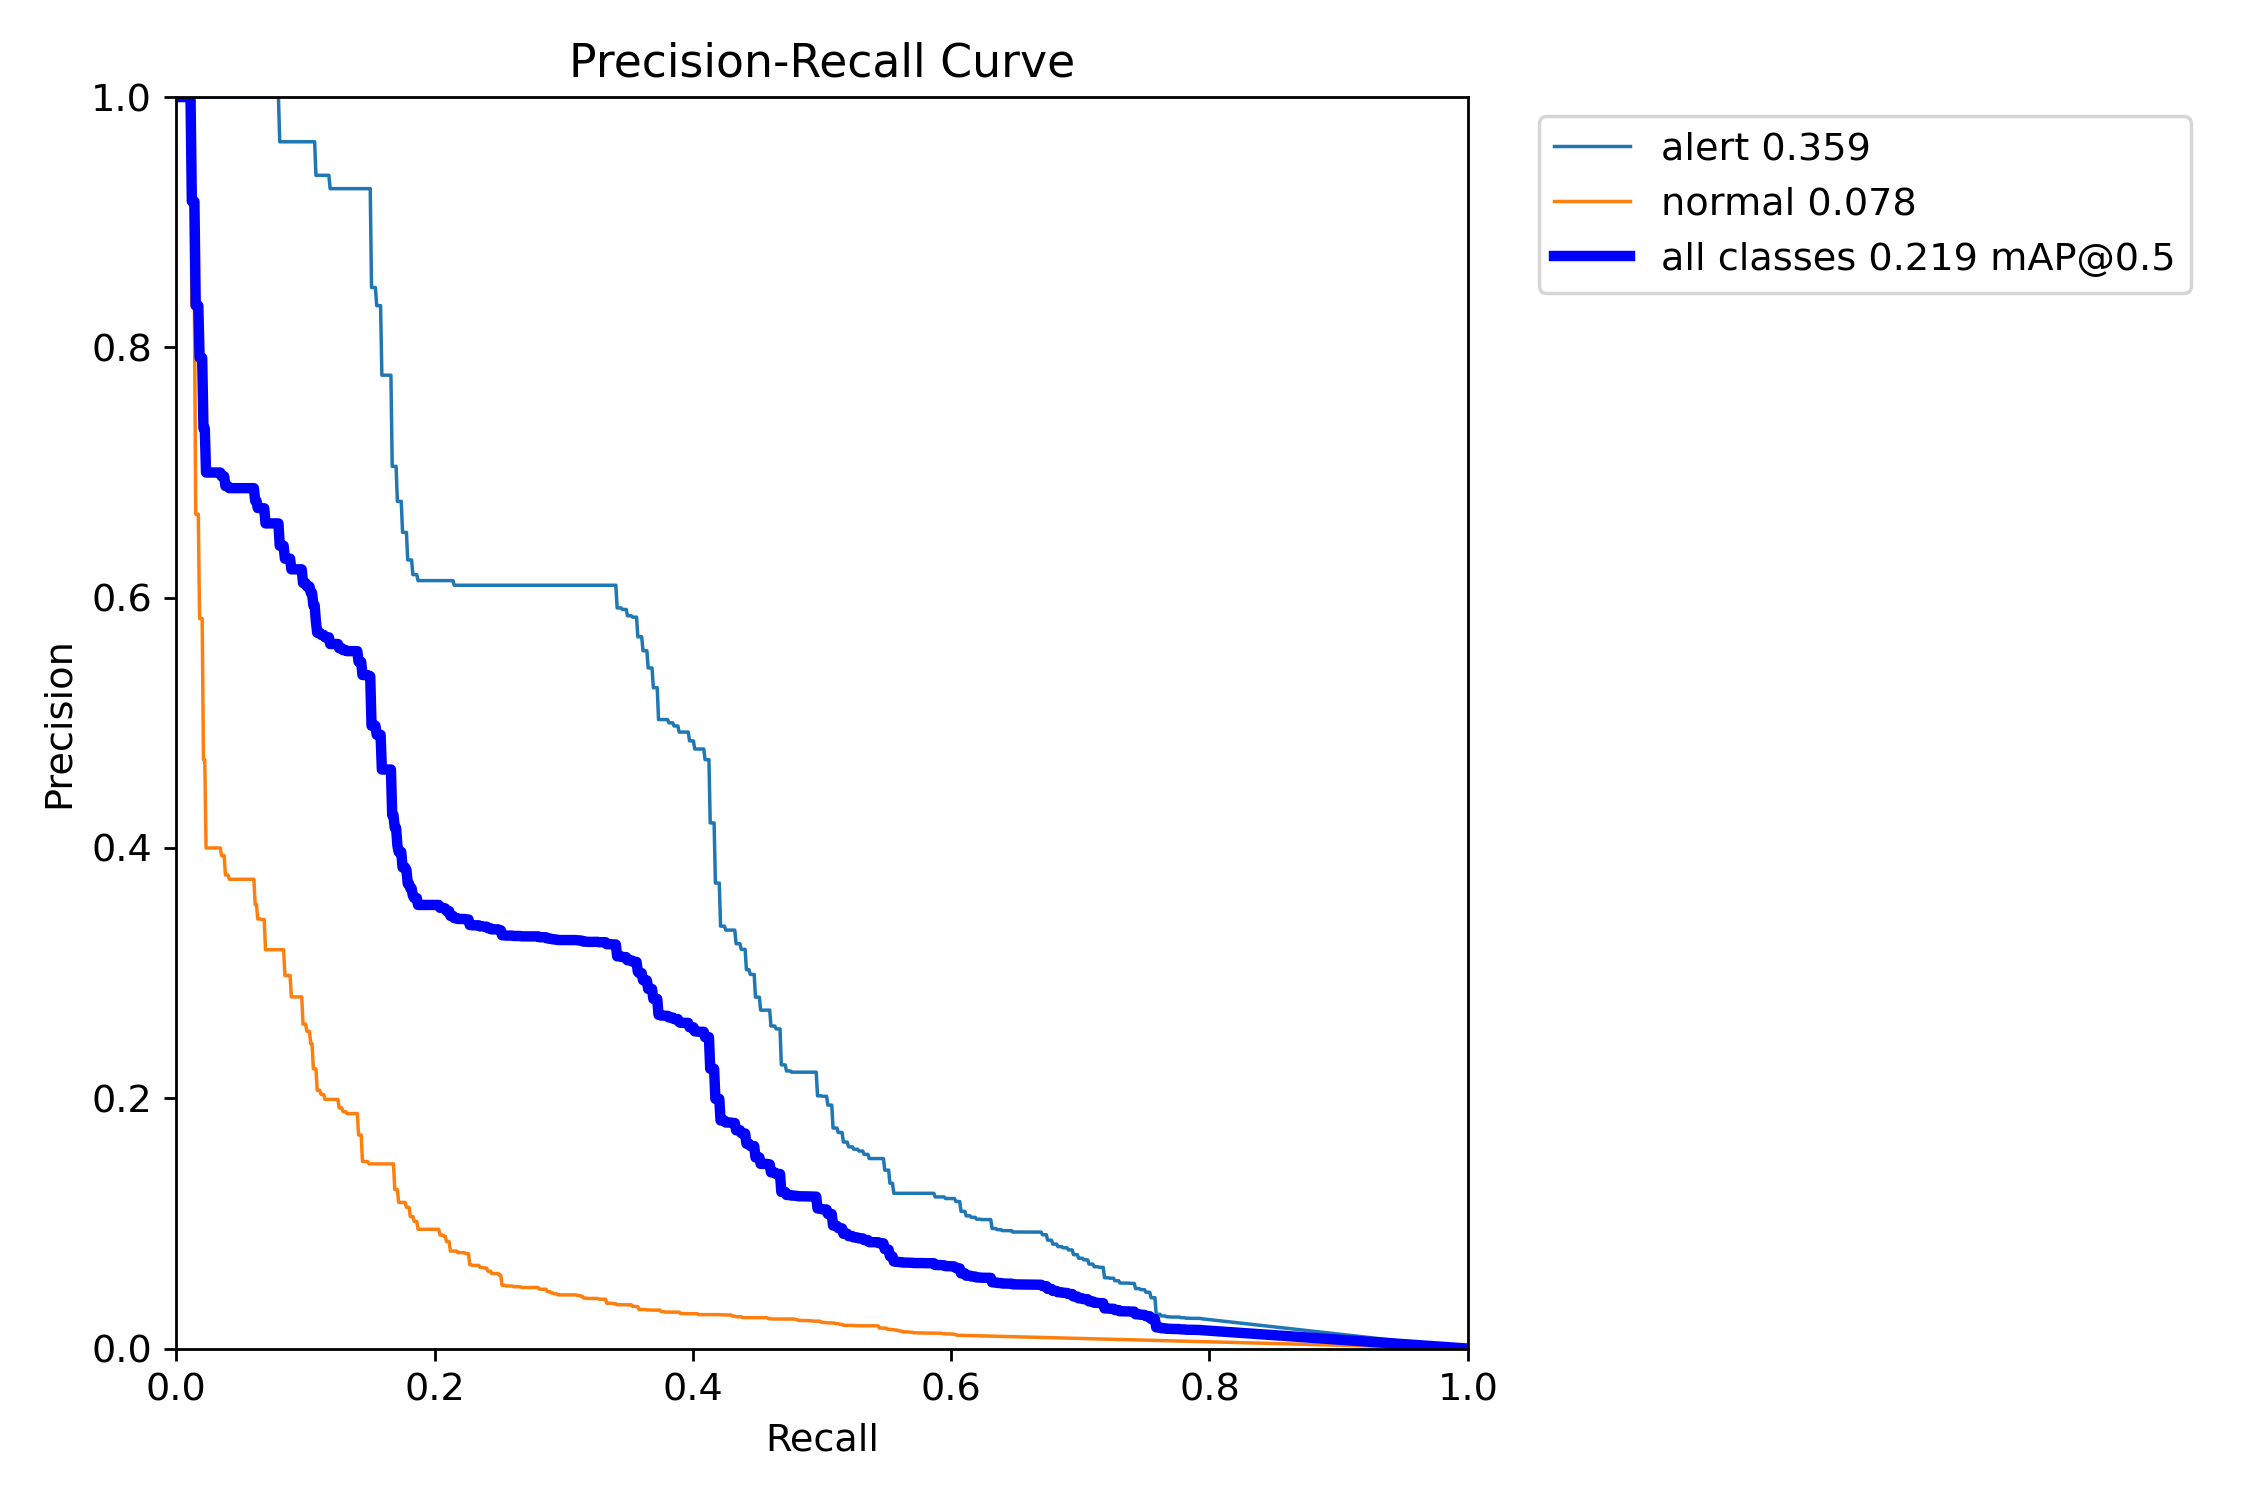 Precision-Recall Curve
1.0
0.8
0.6
0.4
0.2
0.0
Precision
0.0 0.2 0.4 0.6 0.8 1.0
Recall
alert 0.359
normal 0.078
all classes 0.219 mAP@0.5